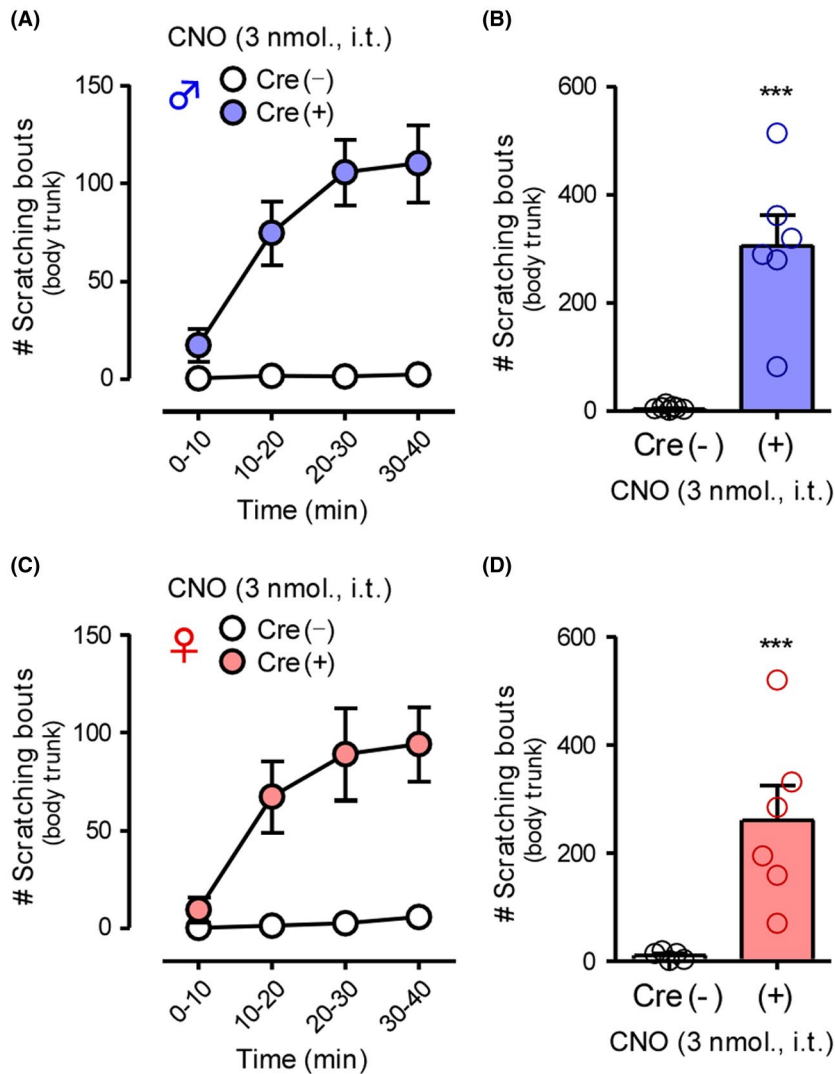 (A)
CNO (3 nmol., i.t.)
♂
Cre (−)
Cre (+)
# Scratching bouts
(body trunk)
150
100
50
0
0-10
10-20
20-30
30-40
Time (min)
(B)
# Scratching bouts
(body trunk)
600
400
200
0
***
Cre (-) (+)
CNO (3 nmol., i.t.)
(C)
CNO (3 nmol., i.t.)
♀
Cre (−)
Cre (+)
# Scratching bouts
(body trunk)
150
100
50
0
0-10
10-20
20-30
30-40
Time (min)
(D)
# Scratching bouts
(body trunk)
600
400
200
0
***
Cre (-) (+)
CNO (3 nmol., i.t.)